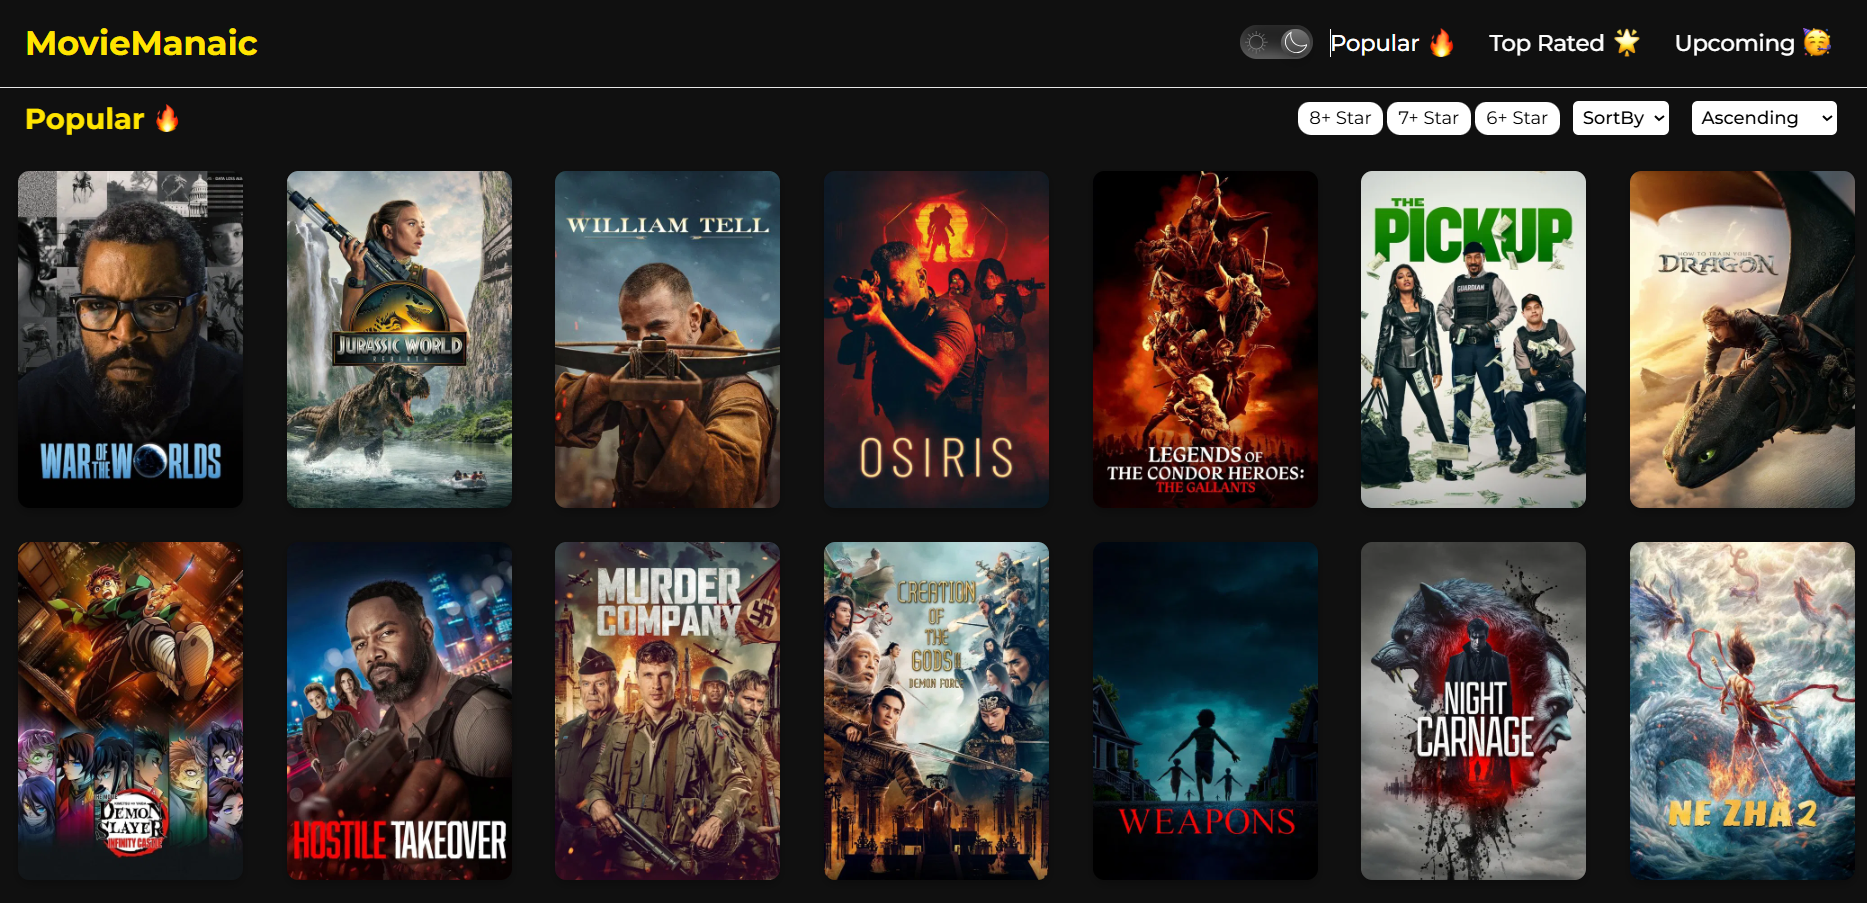 MovieManaic
Popular 🔥
Top Rated 🌟
Upcoming 🥳
Popular 🔥
8+ Star
7+ Star
6+ Star
SortBy
Ascending
WAR OF THE WORLDS
JURASSIC WORLD
REBIRTH
WILLIAM TELL
OSIRIS
LEGENDS OF
THE CONDOR HEROES:
THE GALLANTS
THE
PICKUP
GUARDIAN
HOW TO TRAIN YOUR
DRAGON
DEMON
SLAYER
INFINITY CASTLE
HOSTILE TAKEOVER
MURDER
COMPANY
CREATION
OF
THE
GODS II
DEMON FORCE
WEAPONS
NIGHT
CARNAGE
NE ZHA 2